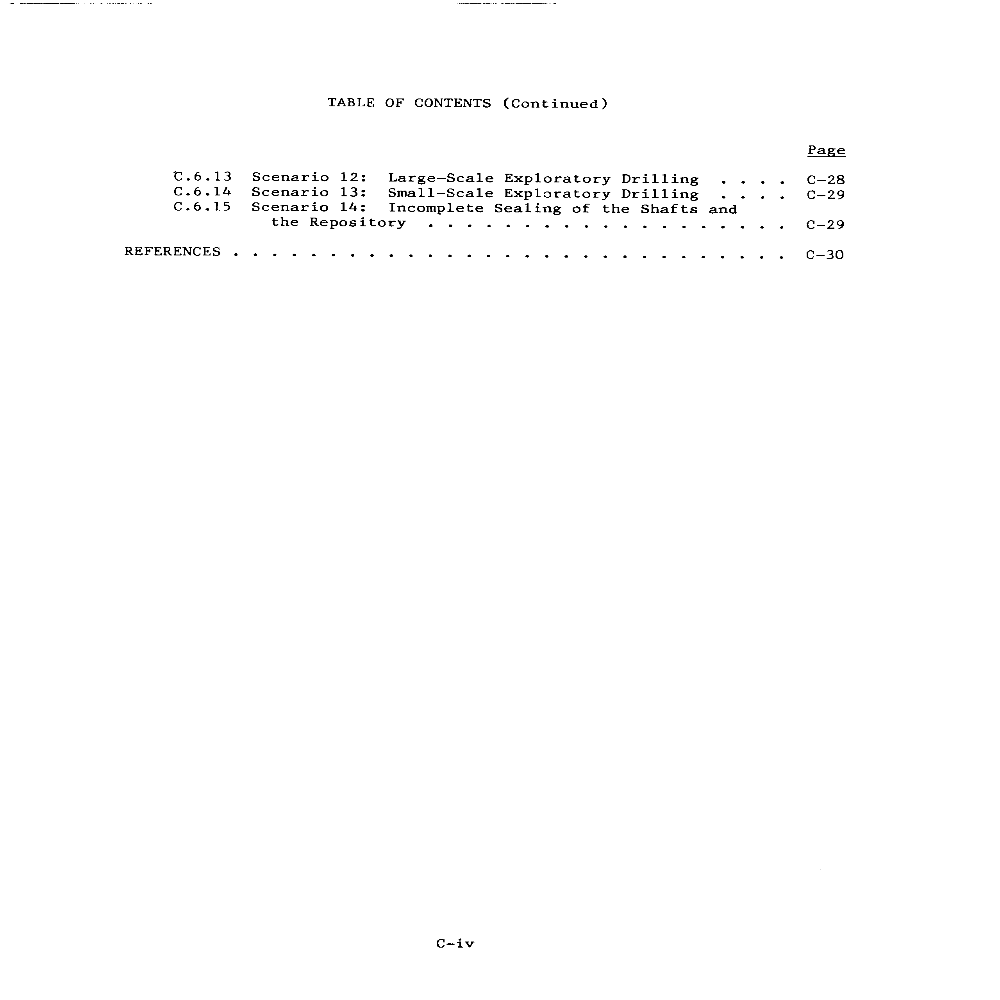 TABLE OF CONTENTS (Continued)
Page
C.6.13 Scenario 12: Large-Scale Exploratory Drilling . . . . C-28
C.6.14 Scenario 13: Small-Scale Exploratory Drilling . . . . C-29
C.6.15 Scenario 14: Incomplete Sealing of the Shafts and
the Repository . . . . . . . . . . . . . . . . . . . C-29
REFERENCES . . . . . . . . . . . . . . . . . . . . . . . . . . . . . C-30
C-iv